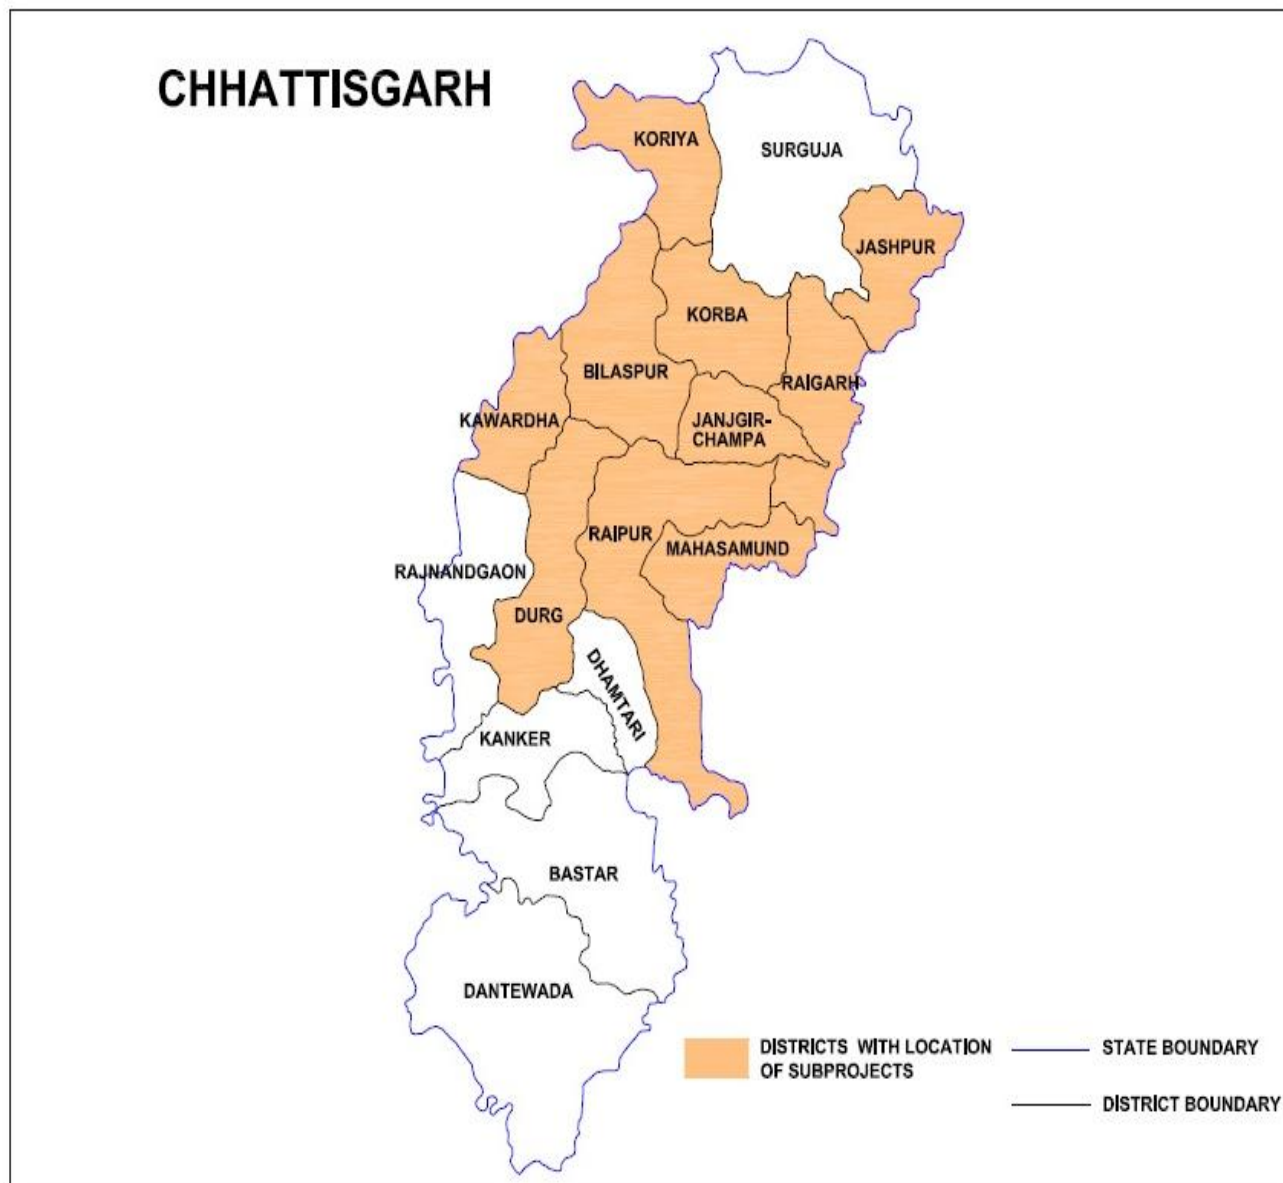 CHHATTISGARH
KORIYA
SURGUJA
JASHPUR
KORBA
BILASPUR
RAIGARH
KAWARDHA
JANJGIR-
CHAMPA
RAIPUR
MAHASAMUND
RAJNANDGAON
DURG
DHAMTARI
KANKER
BASTAR
DANTEWADA
DISTRICTS WITH LOCATION
OF SUBPROJECTS
STATE BOUNDARY
DISTRICT BOUNDARY